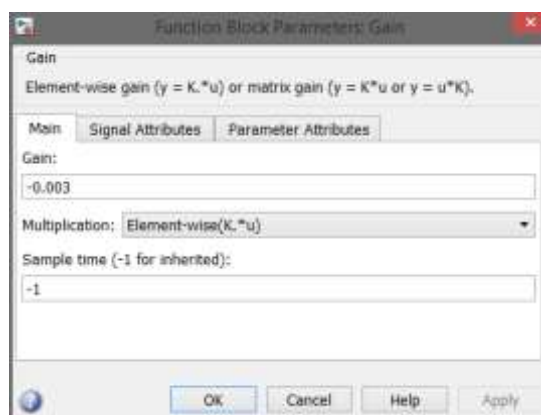 Function Block Parameters: Gain
Gain
Element-wise gain (y = K.*u) or matrix gain (y = K*u or y = u*K).
Main Signal Attributes Parameter Attributes
Gain:
-0.003
Multiplication: Element-wise(K.*u)
Sample time (-1 for inherited):
-1
OK Cancel Help Apply